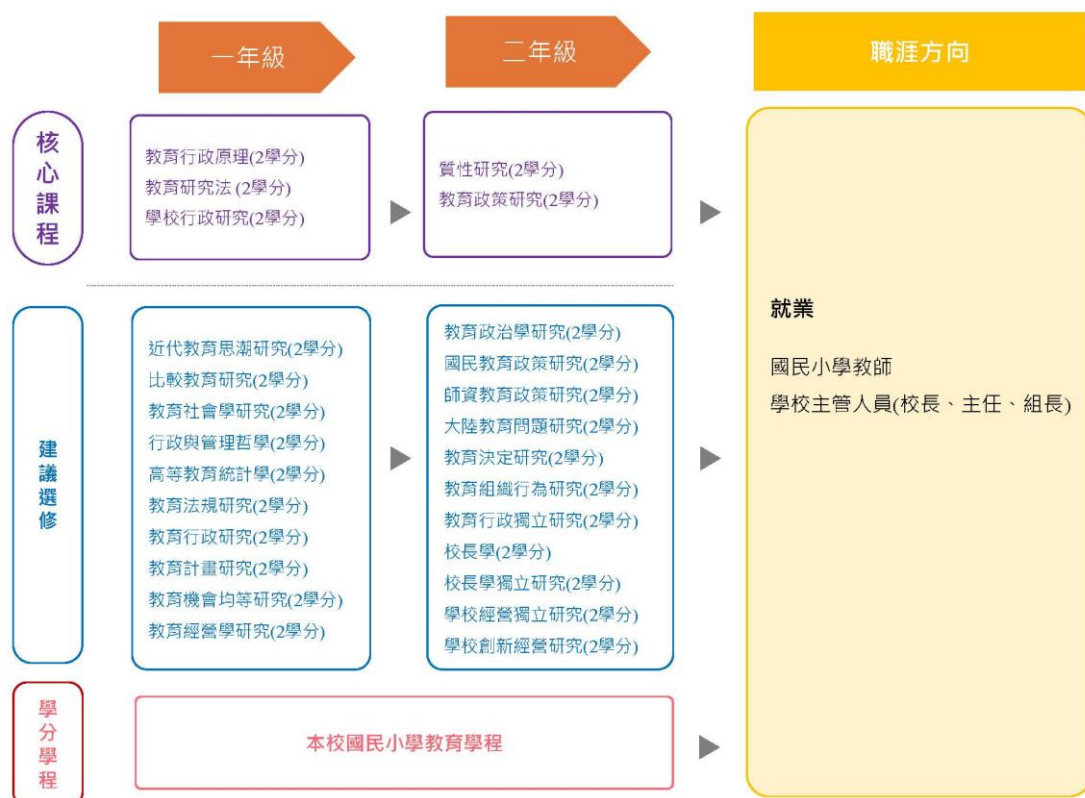 一年級
二年級
職涯方向
核心課程
教育行政原理(2學分)
教育研究法 (2學分)
學校行政研究(2學分)
質性研究(2學分)
教育政策研究(2學分)
建議選修
近代教育思潮研究(2學分)
比較教育研究(2學分)
教育社會學研究(2學分)
行政與管理哲學(2學分)
高等教育統計學(2學分)
教育法規研究(2學分)
教育行政研究(2學分)
教育計畫研究(2學分)
教育機會均等研究(2學分)
教育經營學研究(2學分)
教育政治學研究(2學分)
國民教育政策研究(2學分)
師資教育政策研究(2學分)
大陸教育問題研究(2學分)
教育決定研究(2學分)
教育組織行為研究(2學分)
教育行政獨立研究(2學分)
校長學(2學分)
校長學獨立研究(2學分)
學校經營獨立研究(2學分)
學校創新經營研究(2學分)
學分學程
本校國民小學教育學程
就業
國民小學教師
學校主管人員(校長、主任、組長)